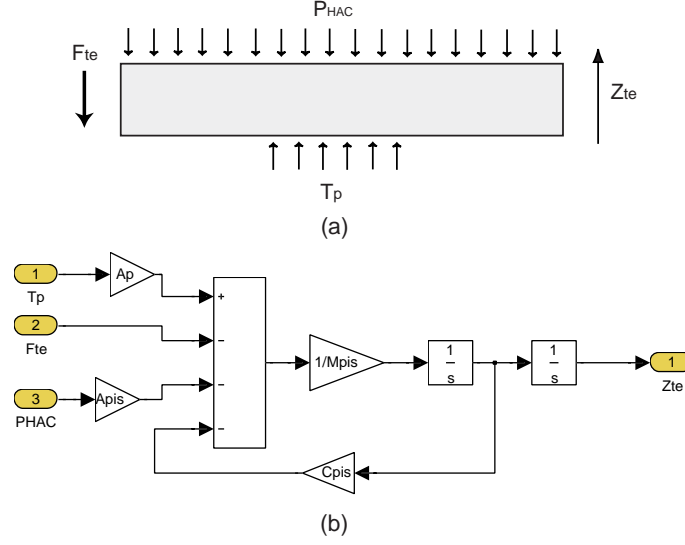 PHAC
Fte
Zte
Tp
(a)
1
Tp
Ap
+
2
Fte
−
1/Mpis
1
s
1
s
1
Zte
3
PHAC
Apis
−
−
Cpis
(b)